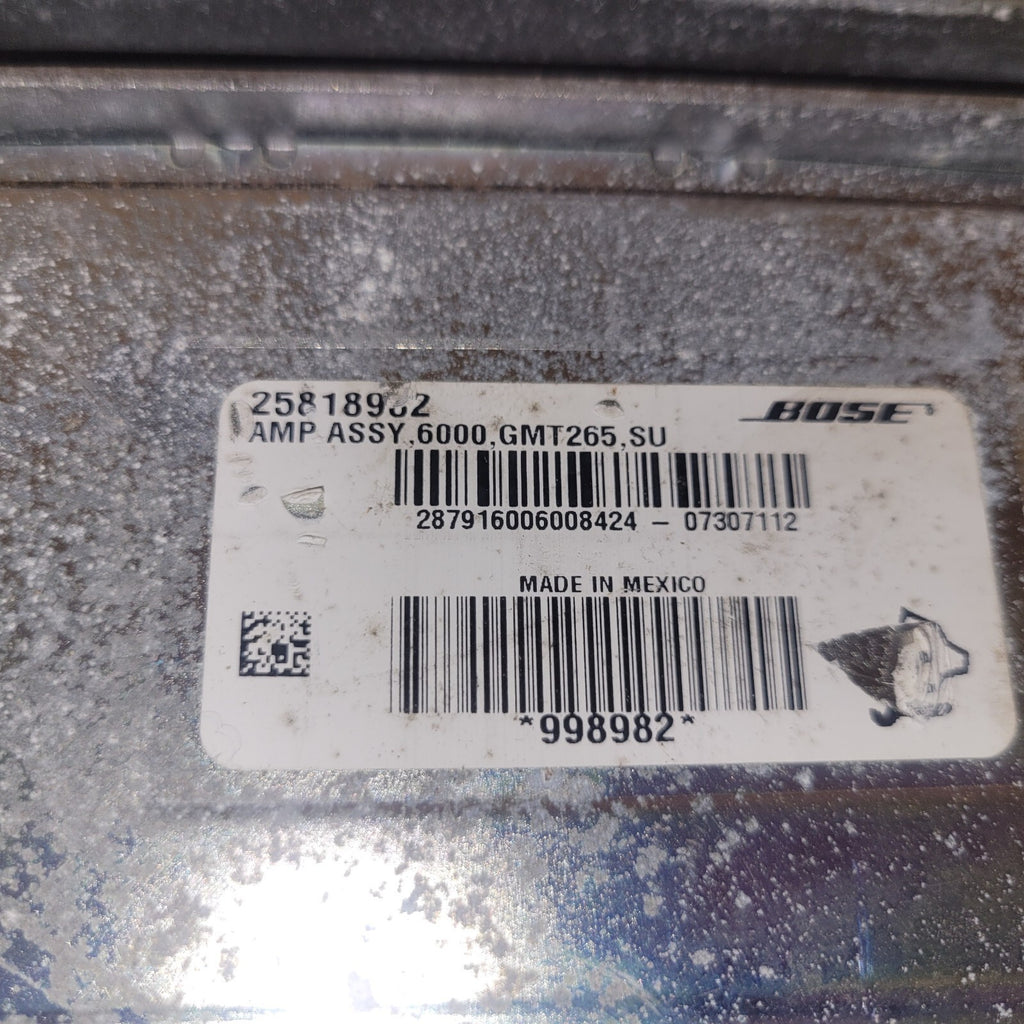 BOSE
AMP ASSY,6000,GMT265,SU
287916006008424 - 07307112
MADE IN MEXICO
*998982*